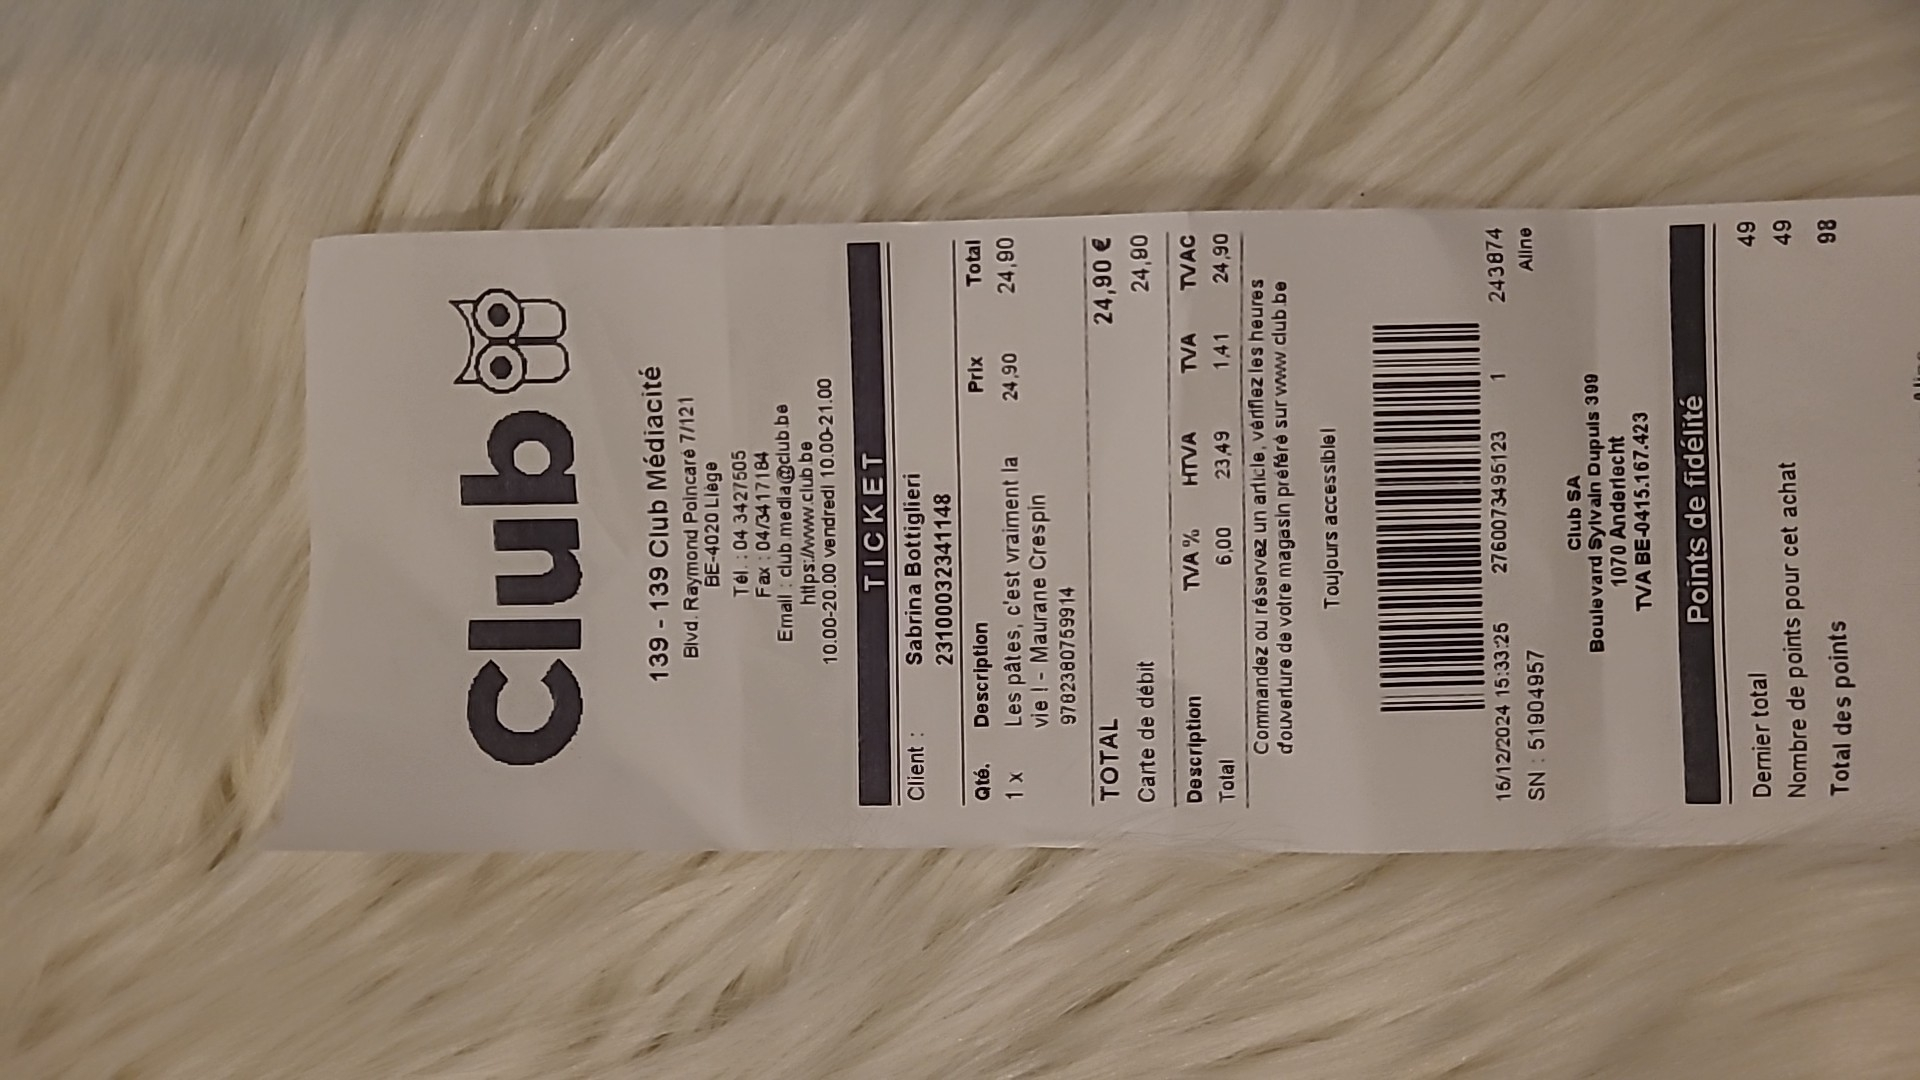 Club
139 - 139 Club Médiacité
Blvd. Raymond Poincaré 7/121
BE-4020 Liège
Tél. : 04 3427505
Fax : 04/3417184
Email : club.media@club.be
https://www.club.be
10.00-20.00 vendredi 10.00-21.00
TICKET
Client : Sabrina Bottiglieri
23100032341148
Qté. Description Prix Total
1 x Les pâtes, c'est vraiment la 24,90 24,90
vie ! - Maurane Crespin
9782380759914
TOTAL 24,90 €
Carte de débit 24,90
Description TVA % HTVA TVA TVAC
Total 6,00 23,49 1,41 24,90
Commandez ou réservez un article, vérifiez les heures
d'ouverture de votre magasin préféré sur www.club.be
Toujours accessible!
16/12/2024 15:33:25 2760073495123 1 243874
SN : 51904957 Aline
Club SA
Boulevard Sylvain Dupuis 399
1070 Anderlecht
TVA BE-0415.167.423
Points de fidélité
Dernier total 49
Nombre de points pour cet achat 49
Total des points 98